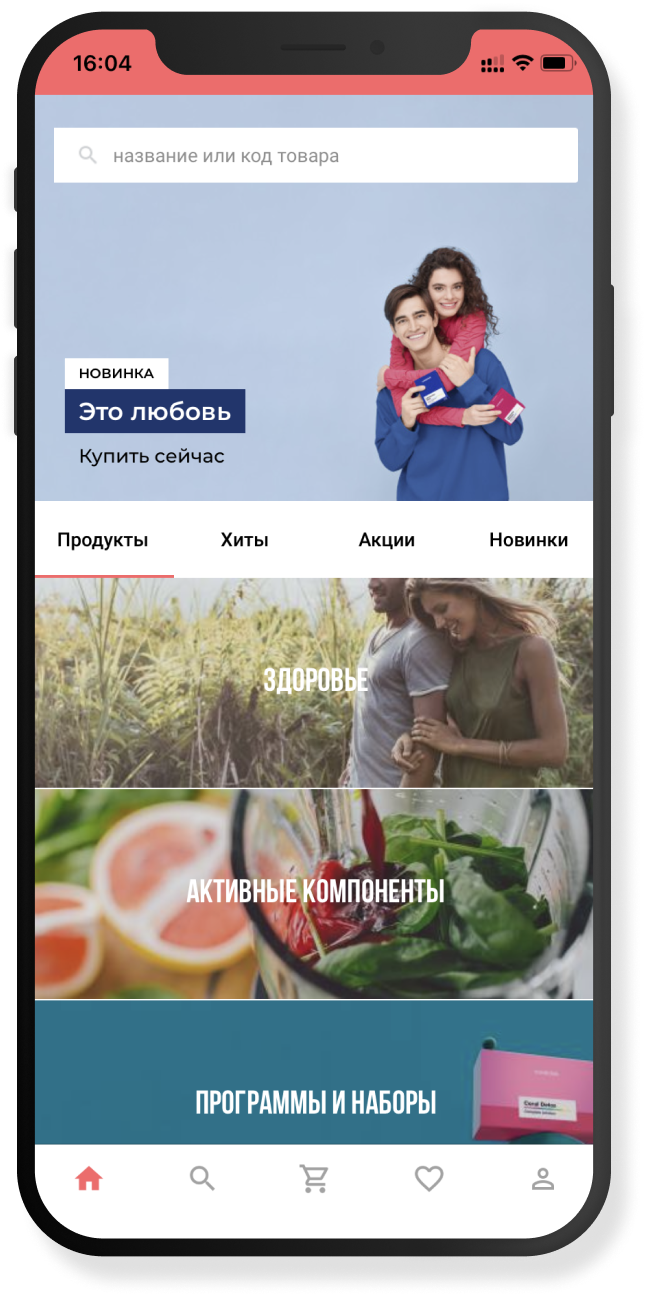 16:04
название или код товара
НОВИНКА
Это любовь
Купить сейчас
Продукты Хиты Акции Новинки
ЗДОРОВЬЕ
АКТИВНЫЕ КОМПОНЕНТЫ
ПРОГРАММЫ И НАБОРЫ
Coral Detox